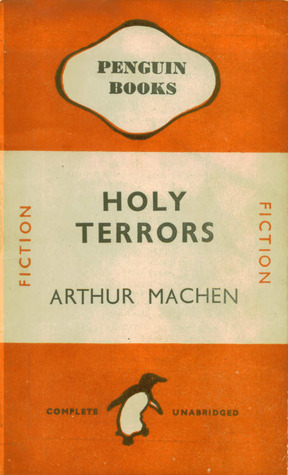 PENGUIN
BOOKS
HOLY
TERRORS
FICTION
FICTION
ARTHUR MACHEN
COMPLETE UNABRIDGED